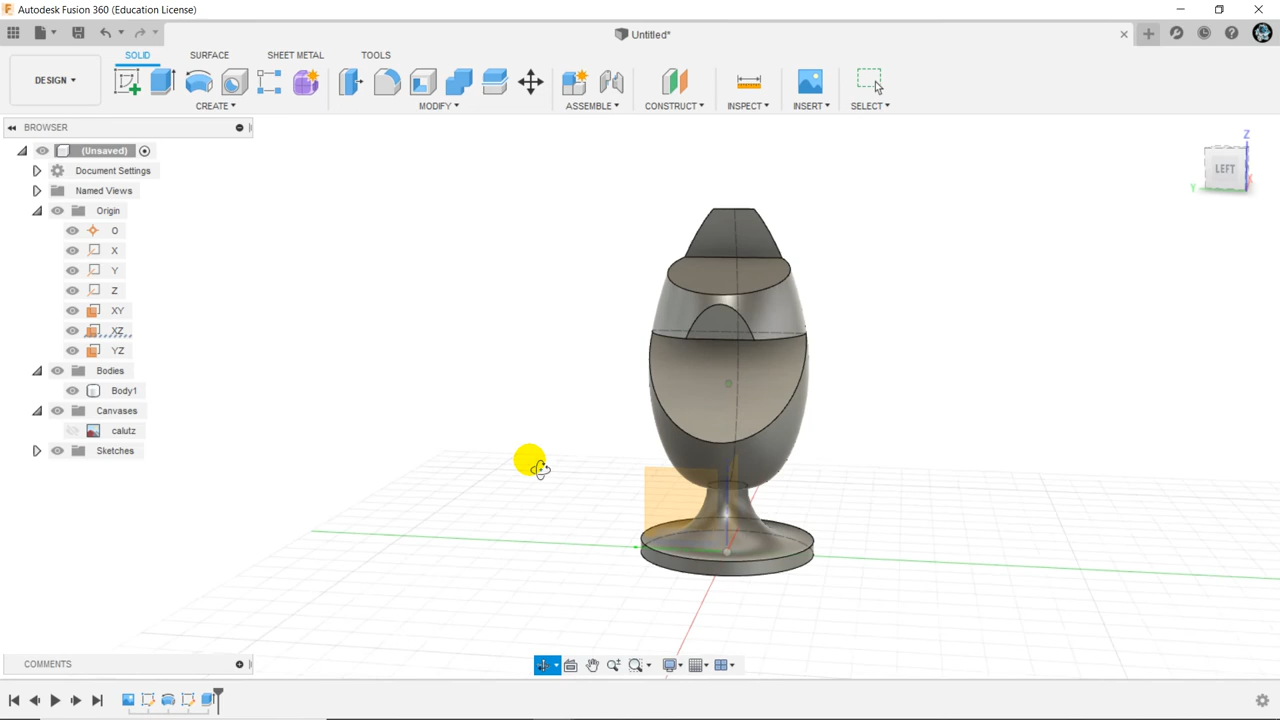 Autodesk Fusion 360 (Education License)
Untitled*
SOLID SURFACE SHEET METAL TOOLS
DESIGN
CREATE MODIFY ASSEMBLE CONSTRUCT INSPECT INSERT SELECT
BROWSER
(Unsaved)
Document Settings
Named Views
Origin
O
X
Y
Z
XY
XZ
YZ
Bodies
Body1
Canvases
calutz
Sketches
Z
LEFT
X
Y
COMMENTS